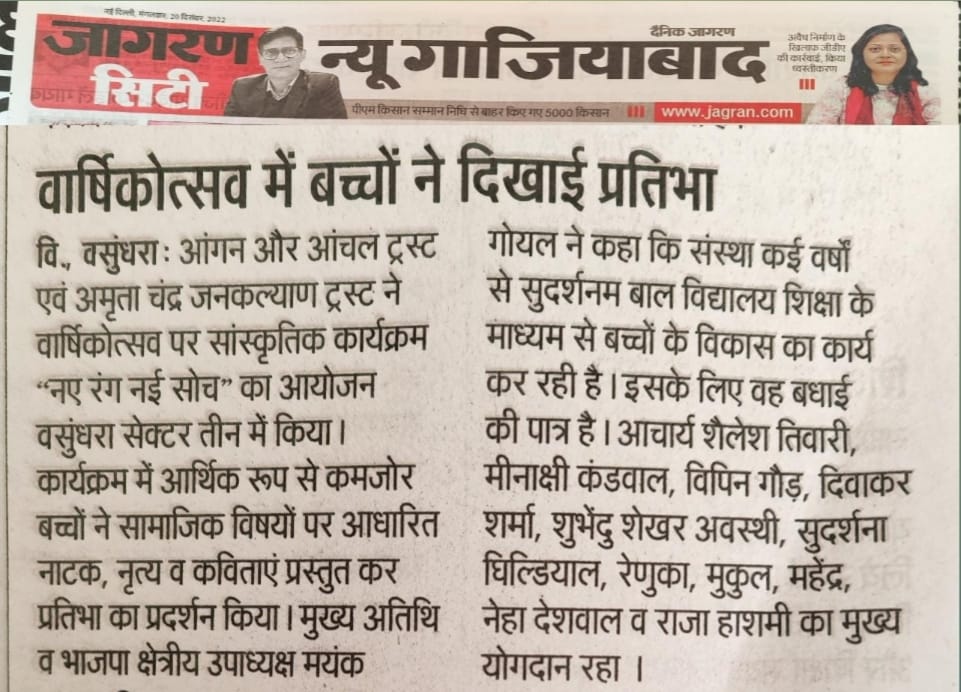 नई दिल्ली, मंगलवार, 20 दिसंबर, 2022
जागरण
सिटी
न्यू गाजियाबाद
दैनिक जागरण
अवैध निर्माण के
खिलाफ जीडीए
की कार्रवाई, किया
ध्वस्तीकरण
III
पीएम किसान सम्मान निधि से बाहर किए गए 5000 किसान
III
www.jagran.com
वार्षिकोत्सव में बच्चों ने दिखाई प्रतिभा
वि., वसुंधरा: आंगन और आंचल ट्रस्ट
एवं अमृता चंद्र जनकल्याण ट्रस्ट ने
वार्षिकोत्सव पर सांस्कृतिक कार्यक्रम
“नए रंग नई सोच” का आयोजन
वसुंधरा सेक्टर तीन में किया।
कार्यक्रम में आर्थिक रूप से कमजोर
बच्चों ने सामाजिक विषयों पर आधारित
नाटक, नृत्य व कविताएं प्रस्तुत कर
प्रतिभा का प्रदर्शन किया। मुख्य अतिथि
व भाजपा क्षेत्रीय उपाध्यक्ष मयंक
गोयल ने कहा कि संस्था कई वर्षों
से सुदर्शनम बाल विद्यालय शिक्षा के
माध्यम से बच्चों के विकास का कार्य
कर रही है। इसके लिए वह बधाई
की पात्र है। आचार्य शैलेश तिवारी,
मीनाक्षी कंडवाल, विपिन गौड़, दिवाकर
शर्मा, शुभेंदु शेखर अवस्थी, सुदर्शना
घिल्डियाल, रेणुका, मुकुल, महेंद्र,
नेहा देशवाल व राजा हाशमी का मुख्य
योगदान रहा ।